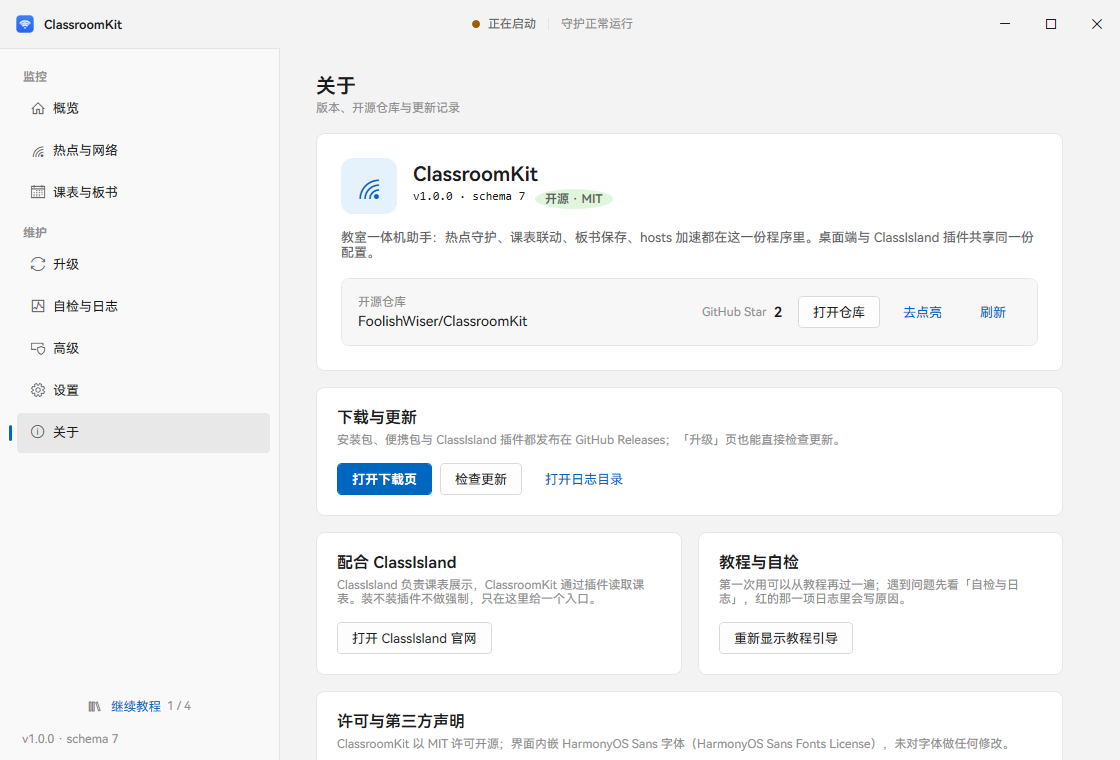 ClassroomKit
正在启动
守护正常运行
监控
概览
热点与网络
课表与板书
维护
升级
自检与日志
高级
设置
关于
继续教程 1 / 4
v1.0.0 · schema 7
关于
版本、开源仓库与更新记录
ClassroomKit
v1.0.0 · schema 7
开源 · MIT
教室一体机助手：热点守护、课表联动、板书保存、hosts 加速都在这一份程序里。桌面端与 ClassIsland 插件共享同一份
配置。
开源仓库
FoolishWiser/ClassroomKit
GitHub Star 2
打开仓库
去点亮
刷新
下载与更新
安装包、便携包与 ClassIsland 插件都发布在 GitHub Releases；「升级」页也能直接检查更新。
打开下载页
检查更新
打开日志目录
配合 ClassIsland
ClassIsland 负责课表展示，ClassroomKit 通过插件读取课
表。装不装插件不做强制，只在这里给一个入口。
打开 ClassIsland 官网
教程与自检
第一次用可以从教程再过一遍；遇到问题先看「自检与日
志」，红的那一项日志里会写原因。
重新显示教程引导
许可与第三方声明
ClassroomKit 以 MIT 许可开源；界面内嵌 HarmonyOS Sans 字体（HarmonyOS Sans Fonts License），未对字体做任何修改。